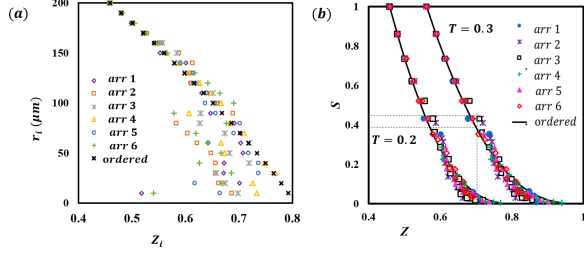 (a)
200
150
100
50
0
r_i (μm)
arr 1
arr 2
arr 3
arr 4
arr 5
arr 6
ordered
0.4 0.5 0.6 0.7 0.8
Z_i
(b)
1
0.8
0.6
0.4
0.2
0
S
T = 0.3
T = 0.2
arr 1
arr 2
arr 3
arr 4
arr 5
arr 6
ordered
0.4 0.6 0.8 1
Z